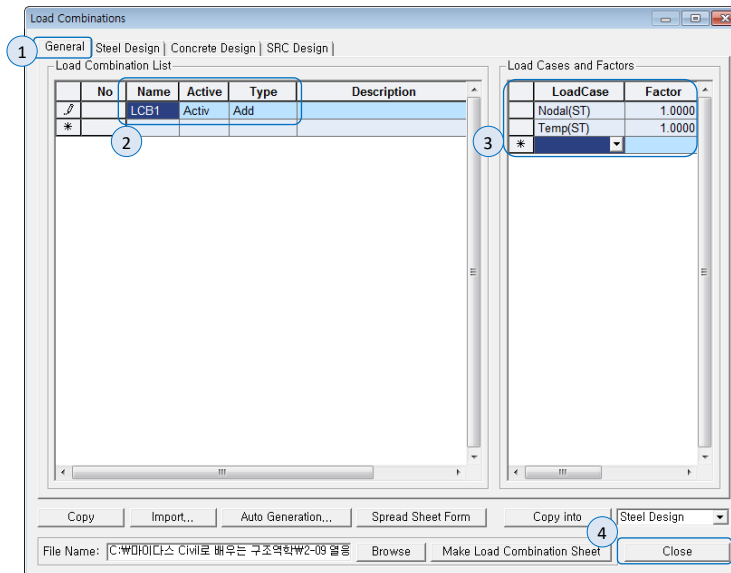 Load Combinations
1
General Steel Design Concrete Design SRC Design
Load Combination List
No Name Active Type Description
LCB1 Activ Add
*
2
Load Cases and Factors
LoadCase Factor
Nodal(ST) 1.0000
Temp(ST) 1.0000
*
3
Copy Import... Auto Generation... Spread Sheet Form Copy into Steel Design
4
File Name: C:₩마이다스 Civil로 배우는 구조역학₩2-09 열응 Browse Make Load Combination Sheet Close